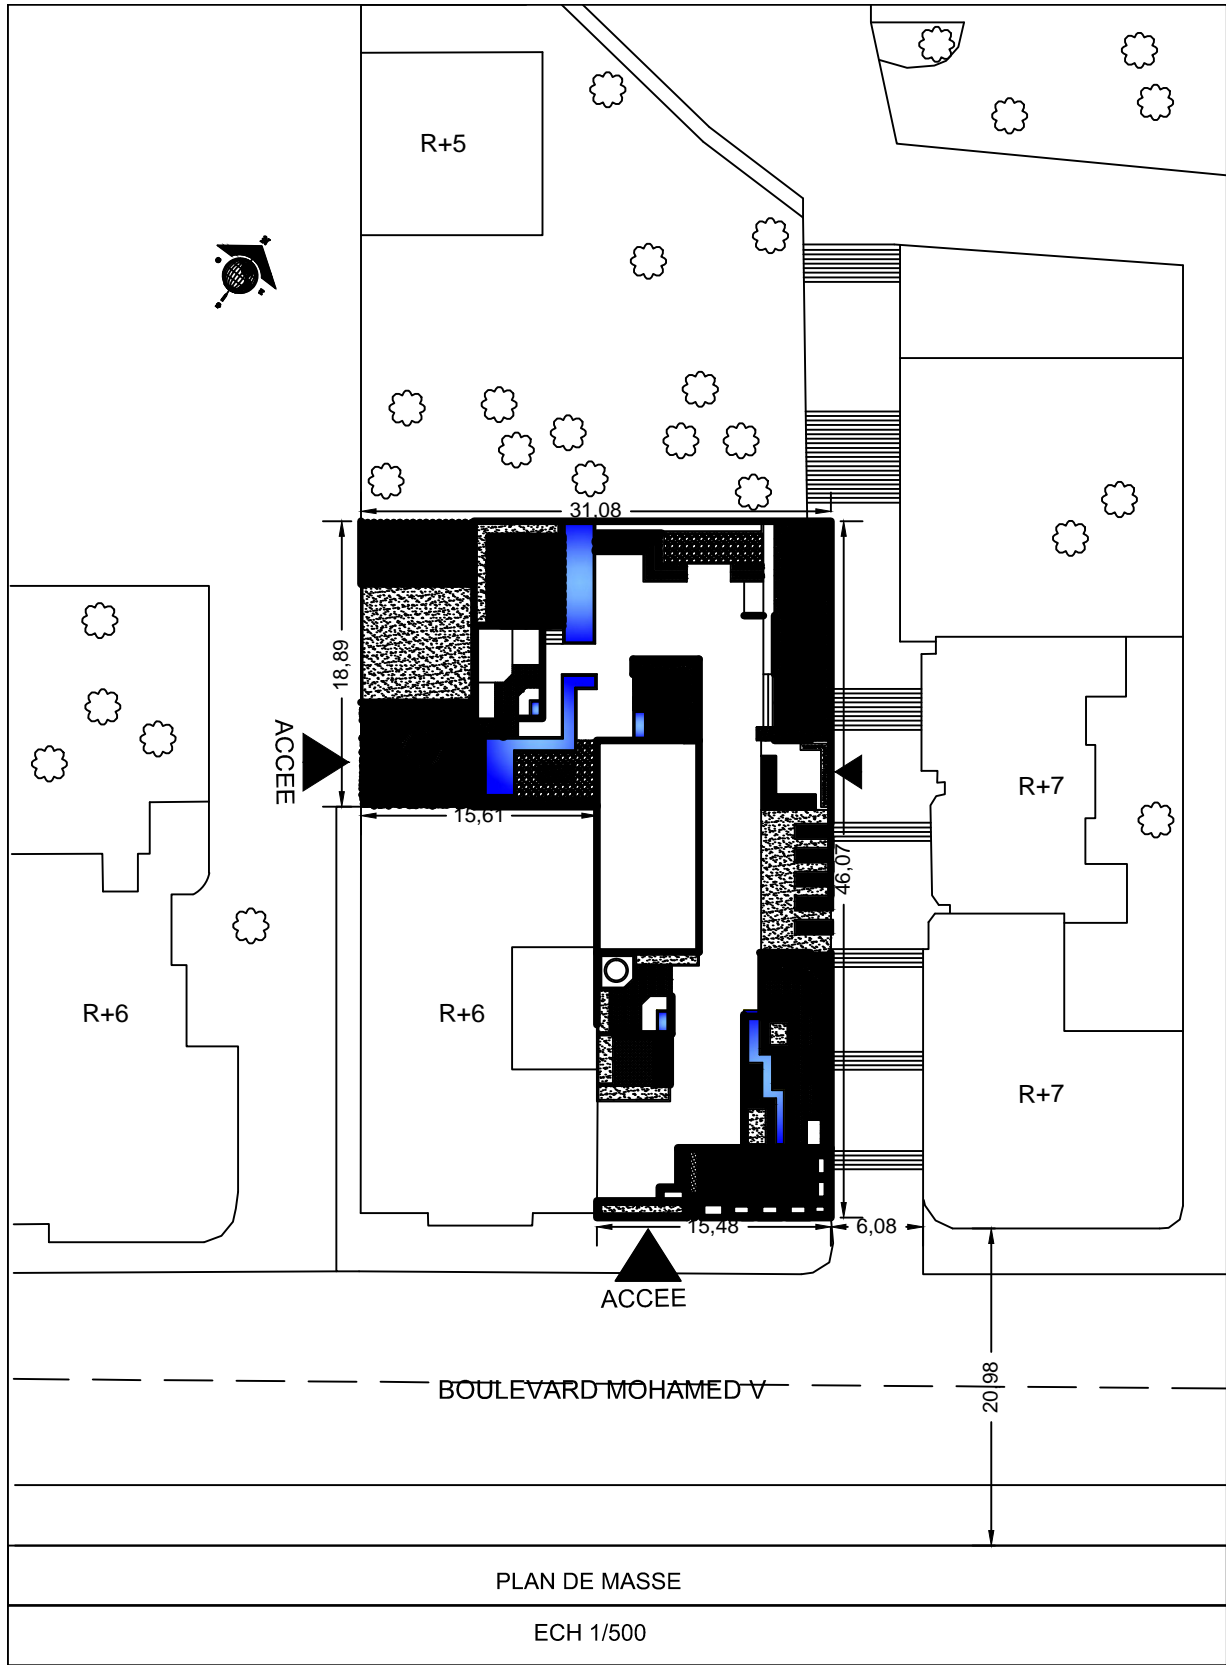 R+5
31,08
18,89
ACCEE
15,61
R+7
46,07
R+6
R+6
R+7
15,48
6,08
ACCEE
BOULEVARD MOHAMED V
20,98
PLAN DE MASSE
ECH 1/500